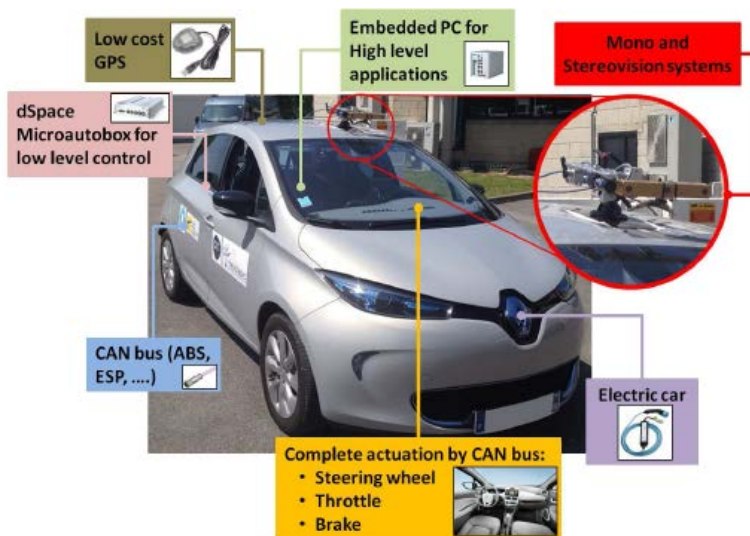 Low cost
GPS
Embedded PC for
High level
applications
Mono and
Stereovision systems
dSpace
Microautobox for
low level control
CAN bus (ABS,
ESP, ....)
Electric car
Complete actuation by CAN bus:
• Steering wheel
• Throttle
• Brake